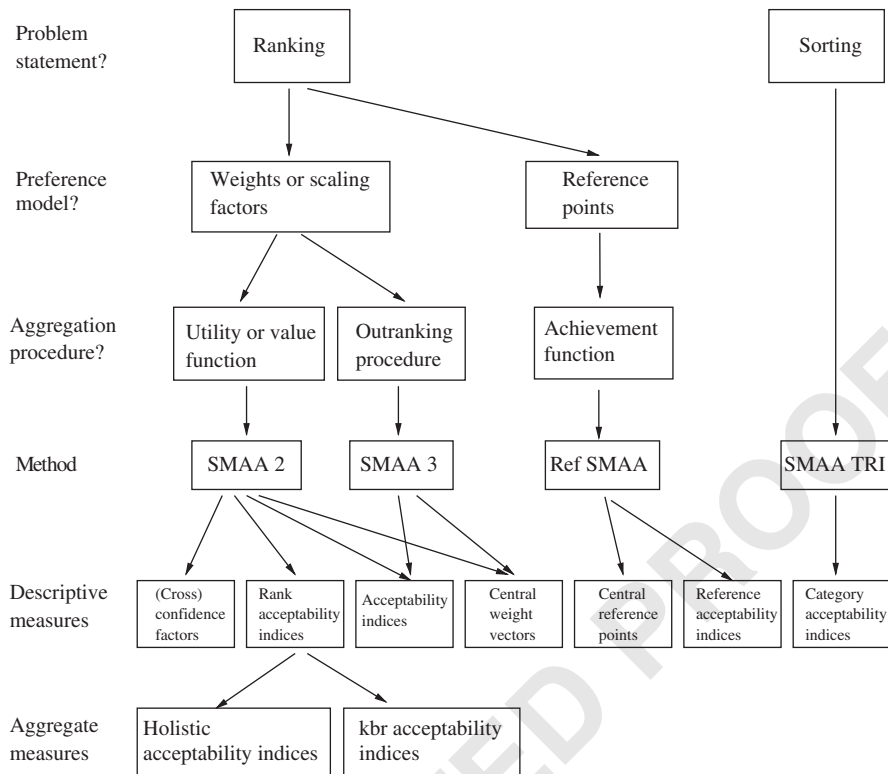 Problem
statement?
Ranking
Sorting
Preference
model?
Weights or scaling
factors
Reference
points
Aggregation
procedure?
Utility or value
function
Outranking
procedure
Achievement
function
Method
SMAA 2
SMAA 3
Ref SMAA
SMAA TRI
Descriptive
measures
(Cross)
confidence
factors
Rank
acceptability
indices
Acceptability
indices
Central
weight
vectors
Central
reference
points
Reference
acceptability
indices
Category
acceptability
indices
Aggregate
measures
Holistic
acceptability indices
kbr acceptability
indices
PROOF